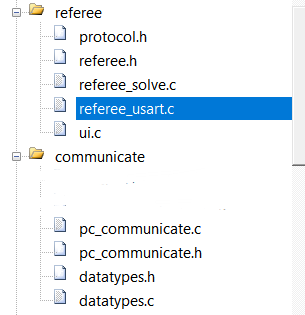 referee
protocol.h
referee.h
referee_solve.c
referee_usart.c
ui.c
communicate
pc_communicate.c
pc_communicate.h
datatypes.h
datatypes.c